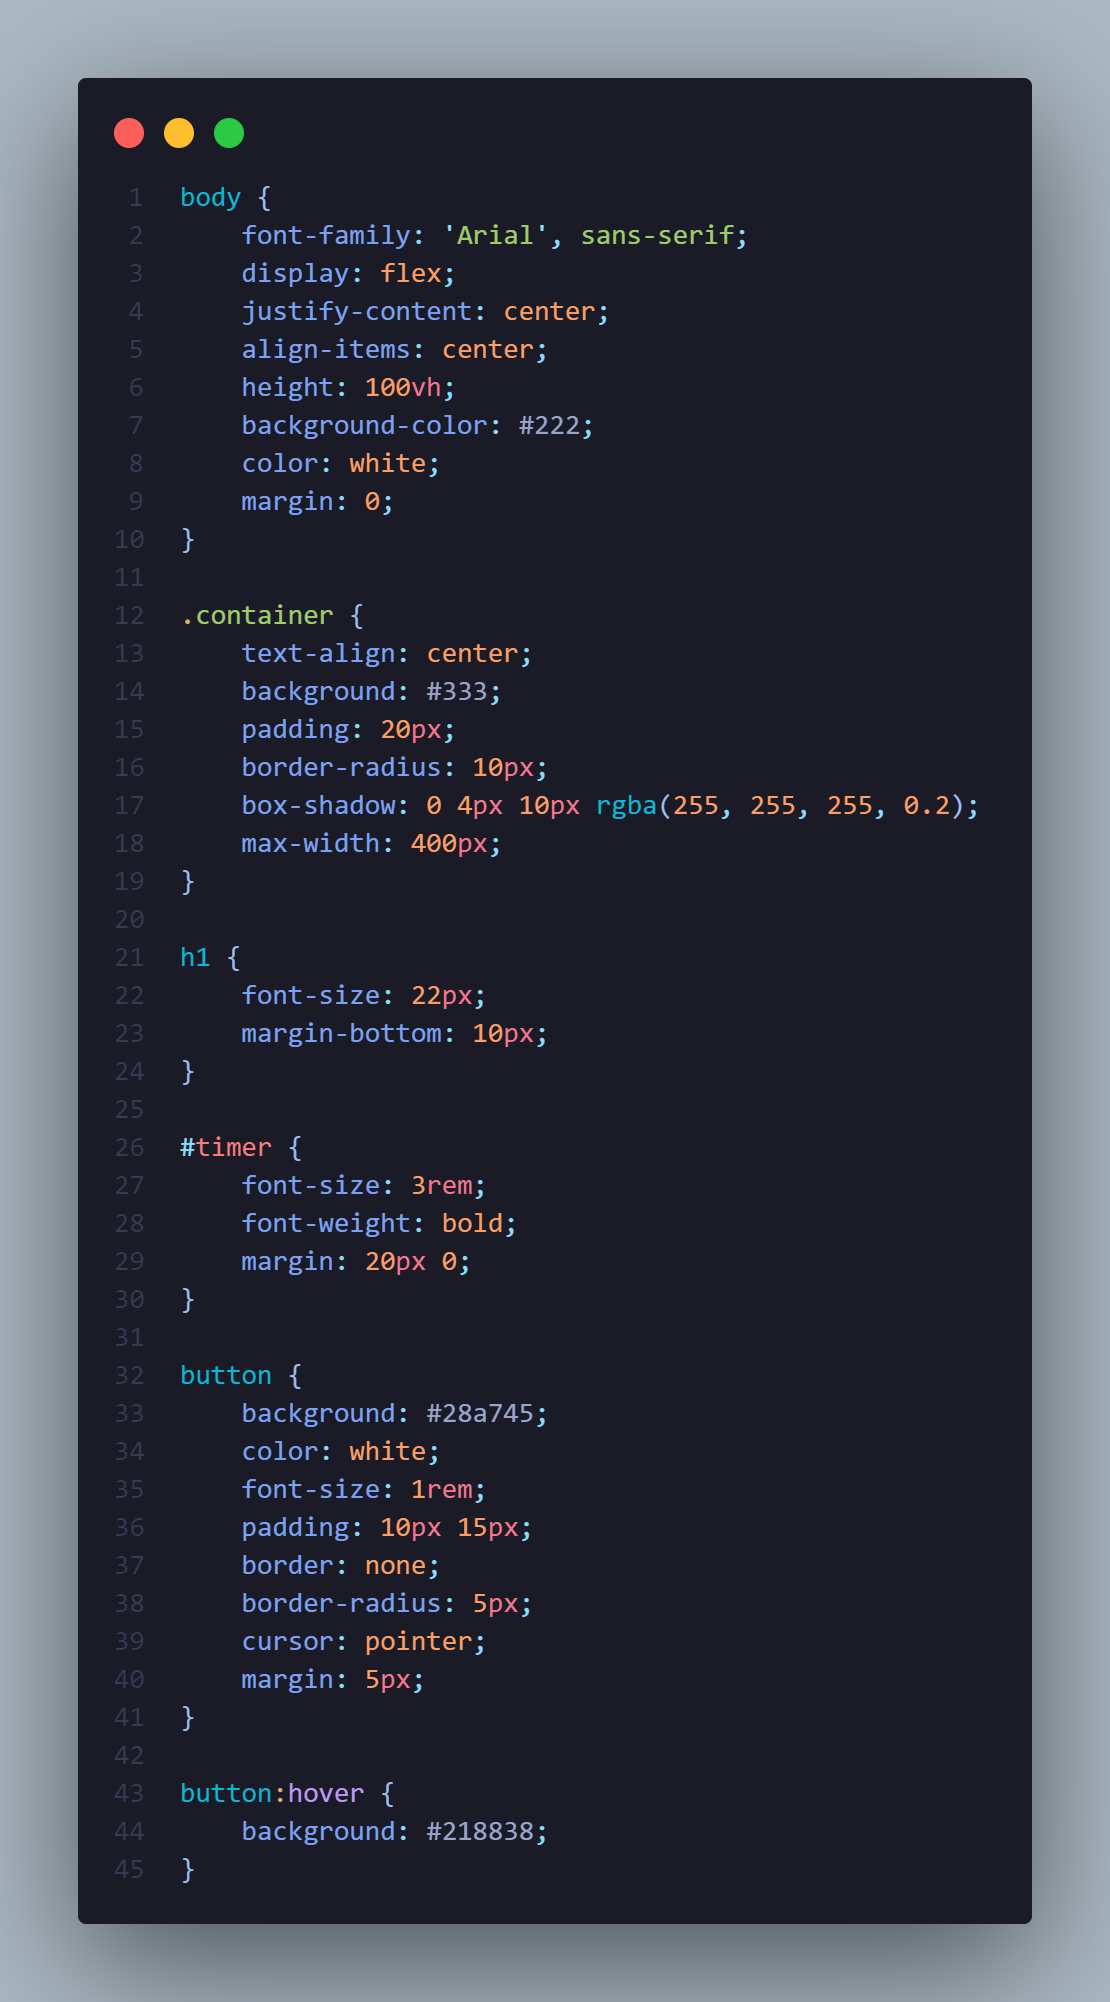 1 body {
2     font-family: 'Arial', sans-serif;
3     display: flex;
4     justify-content: center;
5     align-items: center;
6     height: 100vh;
7     background-color: #222;
8     color: white;
9     margin: 0;
10 }
11
12 .container {
13     text-align: center;
14     background: #333;
15     padding: 20px;
16     border-radius: 10px;
17     box-shadow: 0 4px 10px rgba(255, 255, 255, 0.2);
18     max-width: 400px;
19 }
20
21 h1 {
22     font-size: 22px;
23     margin-bottom: 10px;
24 }
25
26 #timer {
27     font-size: 3rem;
28     font-weight: bold;
29     margin: 20px 0;
30 }
31
32 button {
33     background: #28a745;
34     color: white;
35     font-size: 1rem;
36     padding: 10px 15px;
37     border: none;
38     border-radius: 5px;
39     cursor: pointer;
40     margin: 5px;
41 }
42
43 button:hover {
44     background: #218838;
45 }